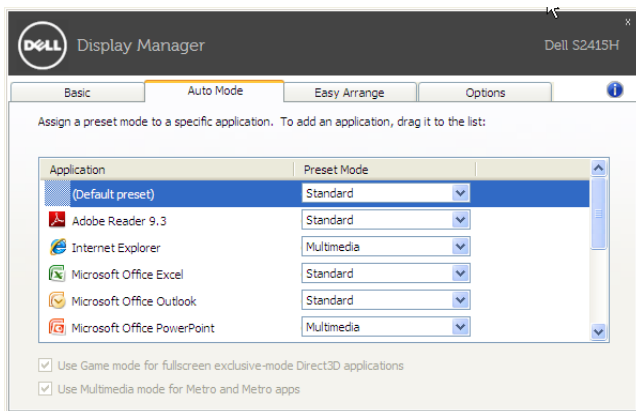 DELL Display Manager Dell S2415H
x
Basic Auto Mode Easy Arrange Options i
Assign a preset mode to a specific application. To add an application, drag it to the list:
Application Preset Mode
(Default preset) Standard
Adobe Reader 9.3 Standard
Internet Explorer Multimedia
Microsoft Office Excel Standard
Microsoft Office Outlook Standard
Microsoft Office PowerPoint Multimedia
Use Game mode for fullscreen exclusive-mode Direct3D applications
Use Multimedia mode for Metro and Metro apps